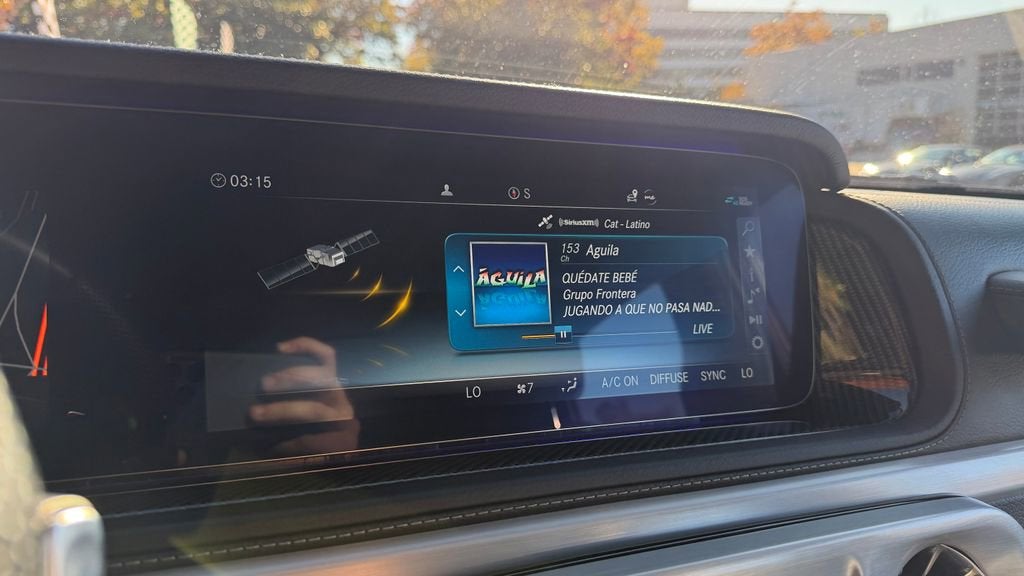 03:15
S
SiriusXM Cat - Latino
153 Aguila
Ch
ÁGUILA
QUÉDATE BEBÉ
Grupo Frontera
JUGANDO A QUE NO PASA NAD...
LIVE
LO 7 A/C ON DIFFUSE SYNC LO